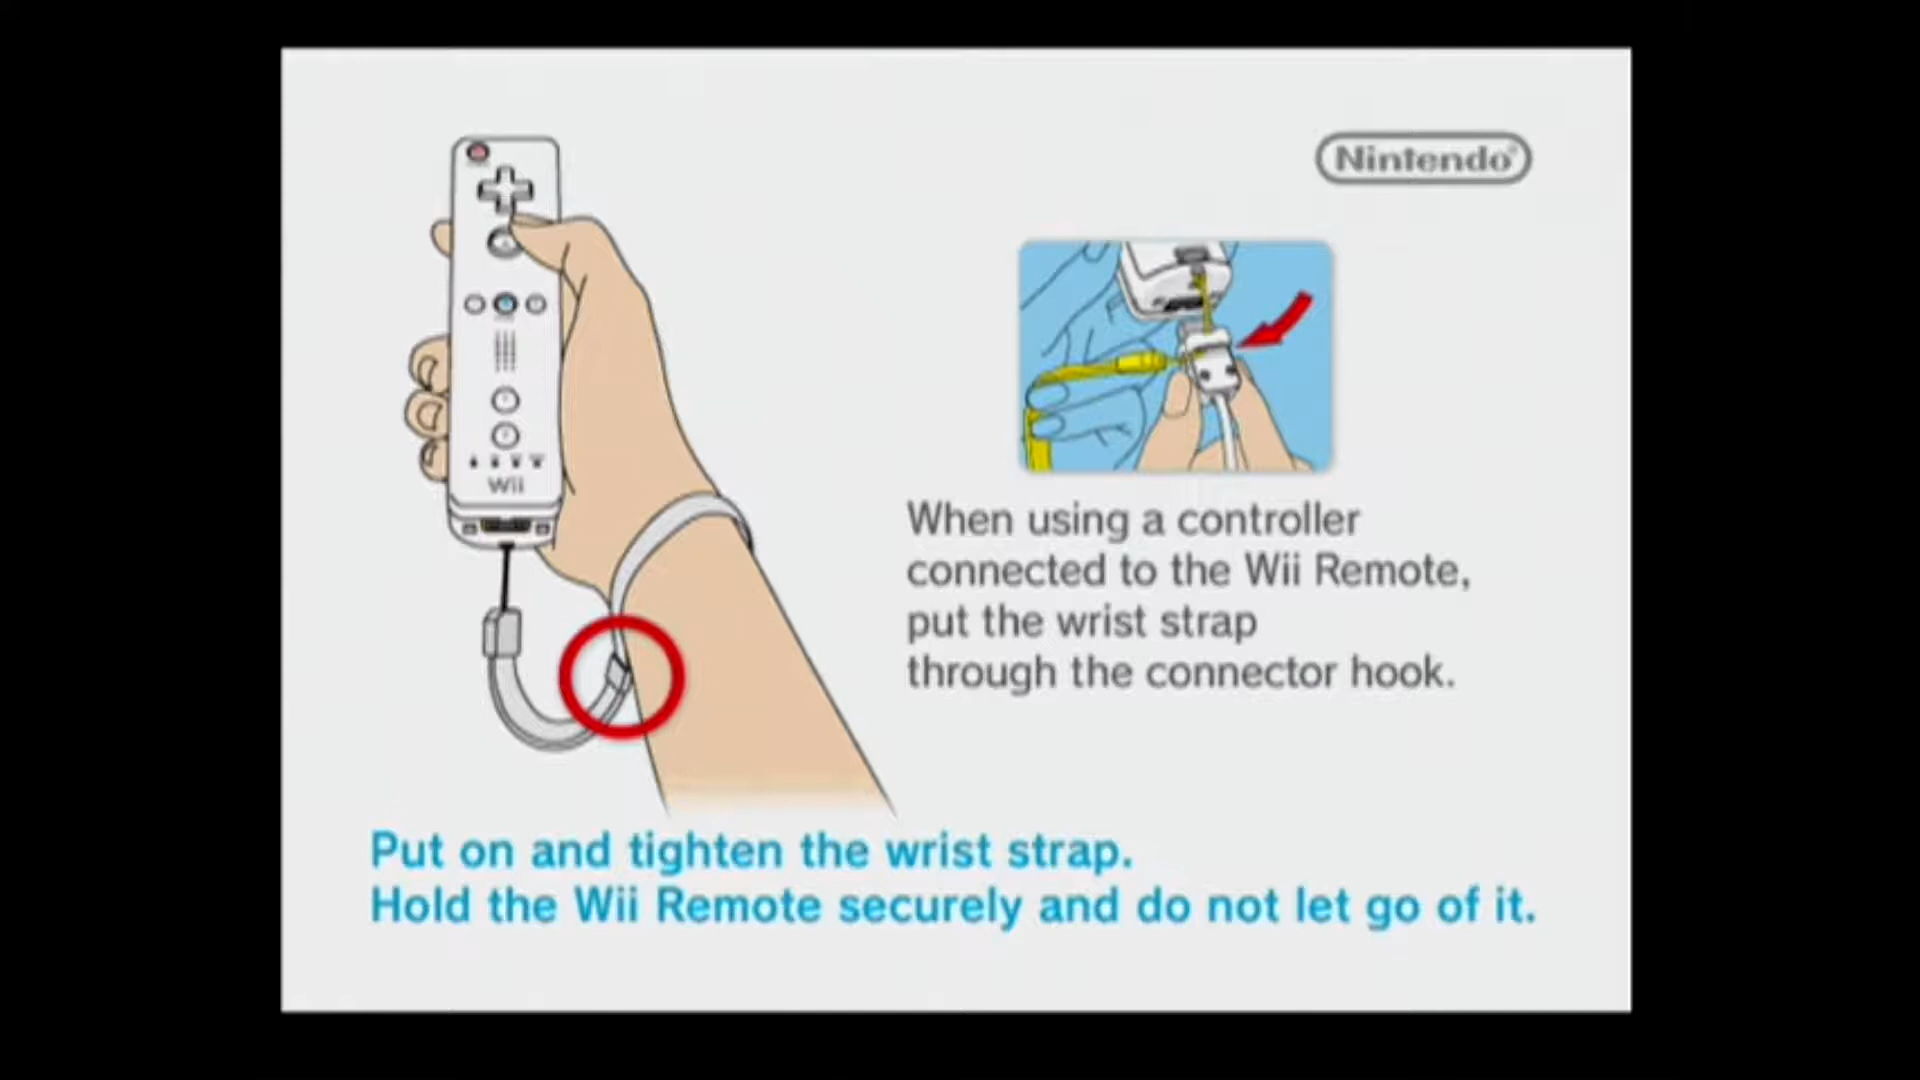 Nintendo
Wii
When using a controller
connected to the Wii Remote,
put the wrist strap
through the connector hook.
Put on and tighten the wrist strap.
Hold the Wii Remote securely and do not let go of it.